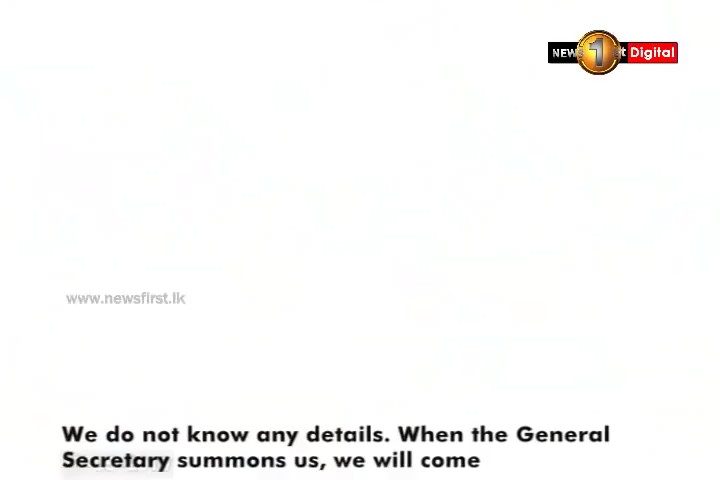 NEWS 1st Digital
www.newsfirst.lk
We do not know any details. When the General
Secretary summons us, we will come